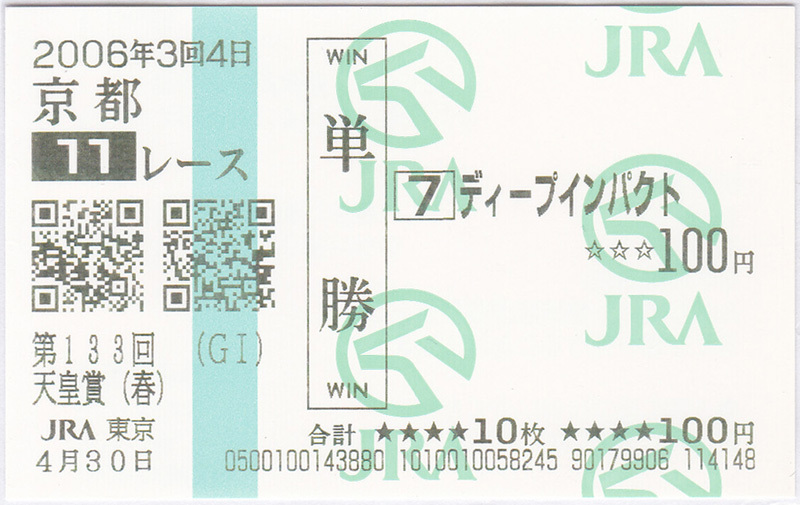 2006年3回4日
京都
11レース
第133回 (GI)
天皇賞(春)
JRA 東京
4月30日
WIN
単勝
WIN
7 ディープインパクト
☆☆☆100円
合計 ★★★★10枚 ★★★★100円
0500100143880 1010010058245 90179906 114148
JRA
JRA
JRA
JRA
JRA